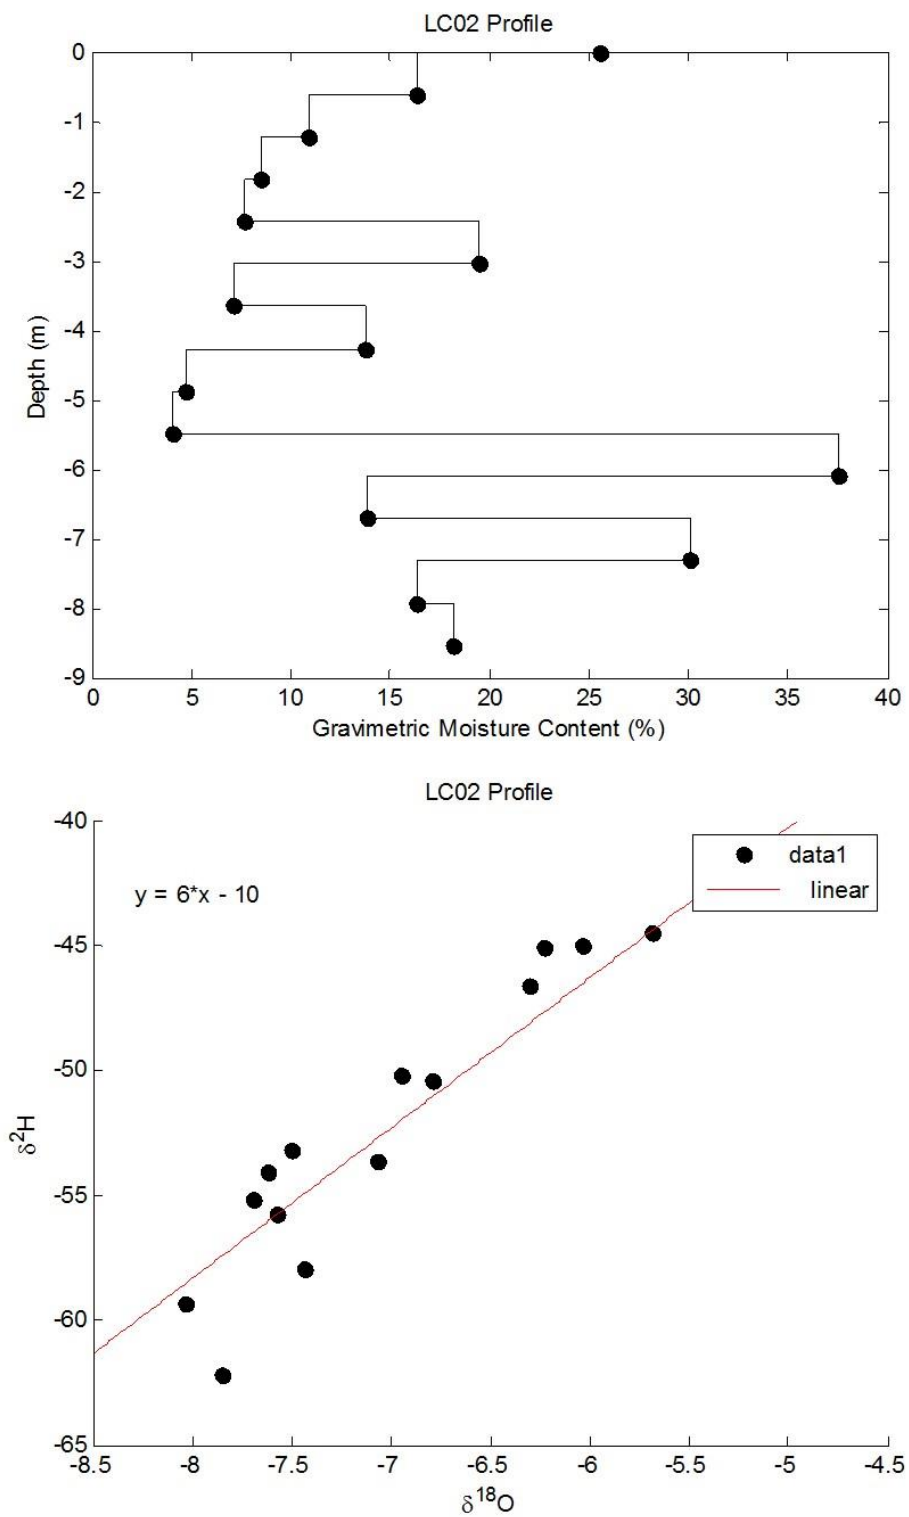 LC02 Profile
0
-1
-2
-3
-4
-5
-6
-7
-8
-9
Depth (m)
0 5 10 15 20 25 30 35 40
Gravimetric Moisture Content (%)
LC02 Profile
-40
-45
-50
-55
-60
-65
y = 6*x - 10
data1
linear
δ²H
-8.5 -8 -7.5 -7 -6.5 -6 -5.5 -5 -4.5
δ¹⁸O